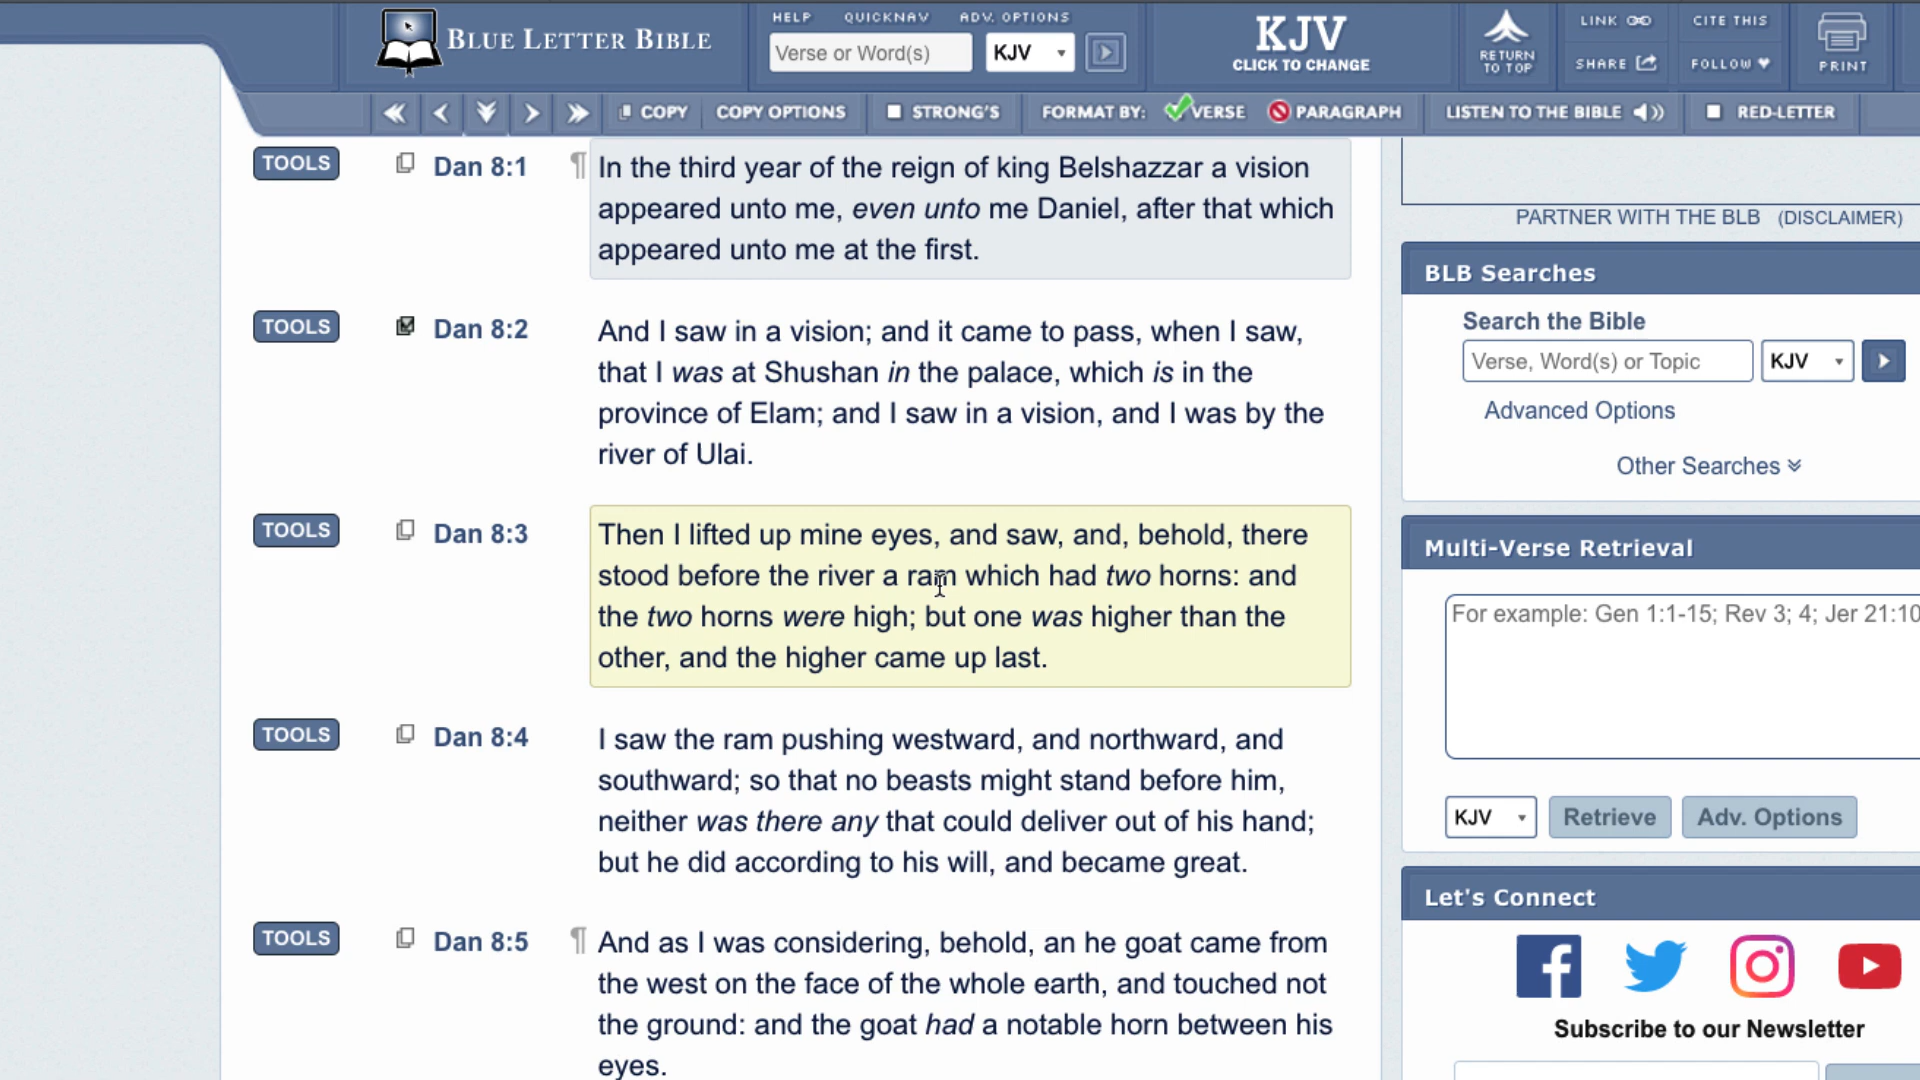 BLUE LETTER BIBLE
HELP QUICKNAV ADV. OPTIONS
Verse or Word(s) KJV
KJV
CLICK TO CHANGE
RETURN
TO TOP
LINK CITE THIS
SHARE FOLLOW
PRINT
COPY COPY OPTIONS STRONG'S FORMAT BY: VERSE PARAGRAPH LISTEN TO THE BIBLE RED-LETTER
TOOLS Dan 8:1 ¶ In the third year of the reign of king Belshazzar a vision
appeared unto me, even unto me Daniel, after that which
appeared unto me at the first.
TOOLS Dan 8:2 And I saw in a vision; and it came to pass, when I saw,
that I was at Shushan in the palace, which is in the
province of Elam; and I saw in a vision, and I was by the
river of Ulai.
TOOLS Dan 8:3 Then I lifted up mine eyes, and saw, and, behold, there
stood before the river a ram which had two horns: and
the two horns were high; but one was higher than the
other, and the higher came up last.
TOOLS Dan 8:4 I saw the ram pushing westward, and northward, and
southward; so that no beasts might stand before him,
neither was there any that could deliver out of his hand;
but he did according to his will, and became great.
TOOLS Dan 8:5 ¶ And as I was considering, behold, an he goat came from
the west on the face of the whole earth, and touched not
the ground: and the goat had a notable horn between his
eyes.
PARTNER WITH THE BLB (DISCLAIMER)
BLB Searches
Search the Bible
Verse, Word(s) or Topic KJV
Advanced Options
Other Searches
Multi-Verse Retrieval
For example: Gen 1:1-15; Rev 3; 4; Jer 21:10
KJV Retrieve Adv. Options
Let's Connect
Subscribe to our Newsletter